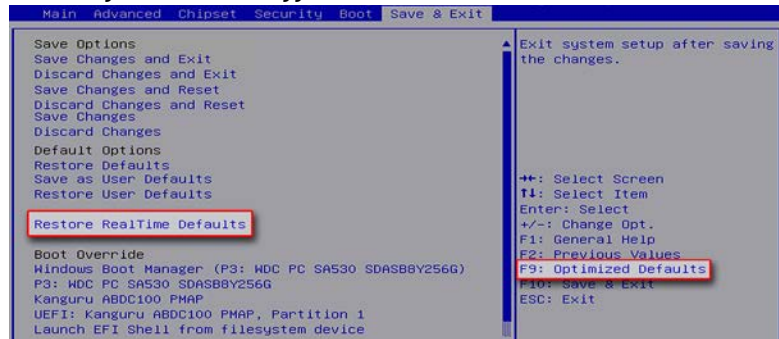 Main Advanced Chipset Security Boot Save & Exit
Save Options
Save Changes and Exit
Discard Changes and Exit
Save Changes and Reset
Discard Changes and Reset
Save Changes
Discard Changes
Default Options
Restore Defaults
Save as User Defaults
Restore User Defaults
Restore RealTime Defaults
Boot Override
Windows Boot Manager (P3: WDC PC SA530 SDASB8Y256G)
P3: WDC PC SA530 SDASB8Y256G
Kanguru ABDC100 PMAP
UEFI: Kanguru ABDC100 PMAP, Partition 1
Launch EFI Shell from filesystem device
Exit system setup after saving
the changes.
→←: Select Screen
↑↓: Select Item
Enter: Select
+/-: Change Opt.
F1: General Help
F2: Previous Values
F9: Optimized Defaults
F10: Save & Exit
ESC: Exit